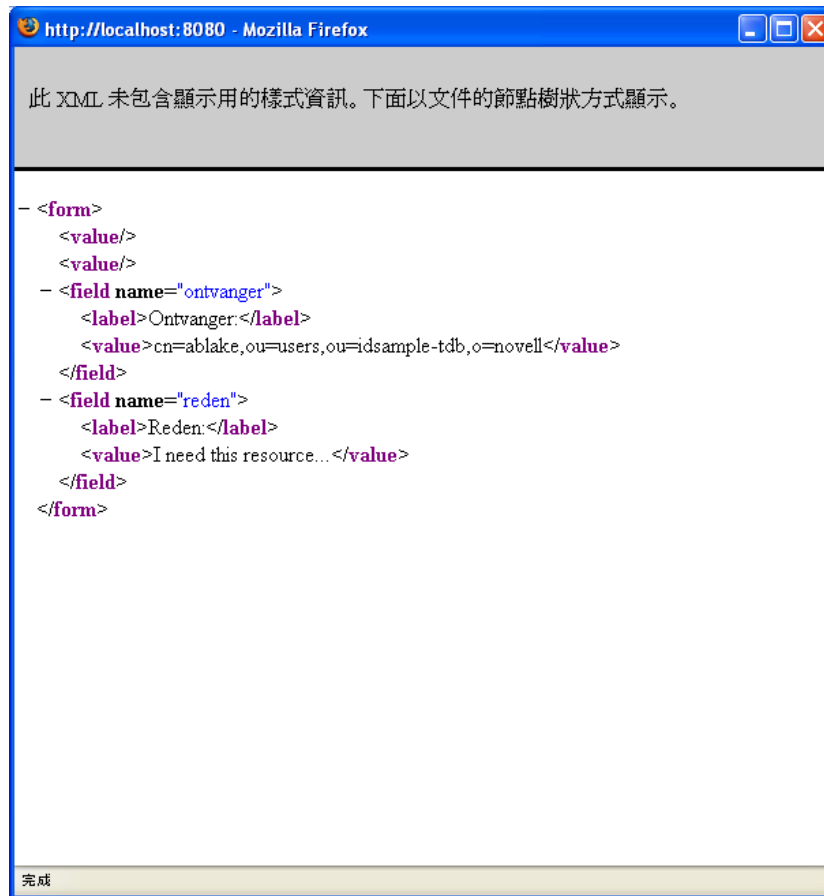 http://localhost:8080 - Mozilla Firefox
此 XML 未包含顯示用的樣式資訊。下面以文件的節點樹狀方式顯示。
− <form>
<value/>
<value/>
− <field name="ontvanger">
<label>Ontvanger:</label>
<value>cn=ablake,ou=users,ou=idsample-tdb,o=novell</value>
</field>
− <field name="reden">
<label>Reden:</label>
<value>I need this resource...</value>
</field>
</form>
完成